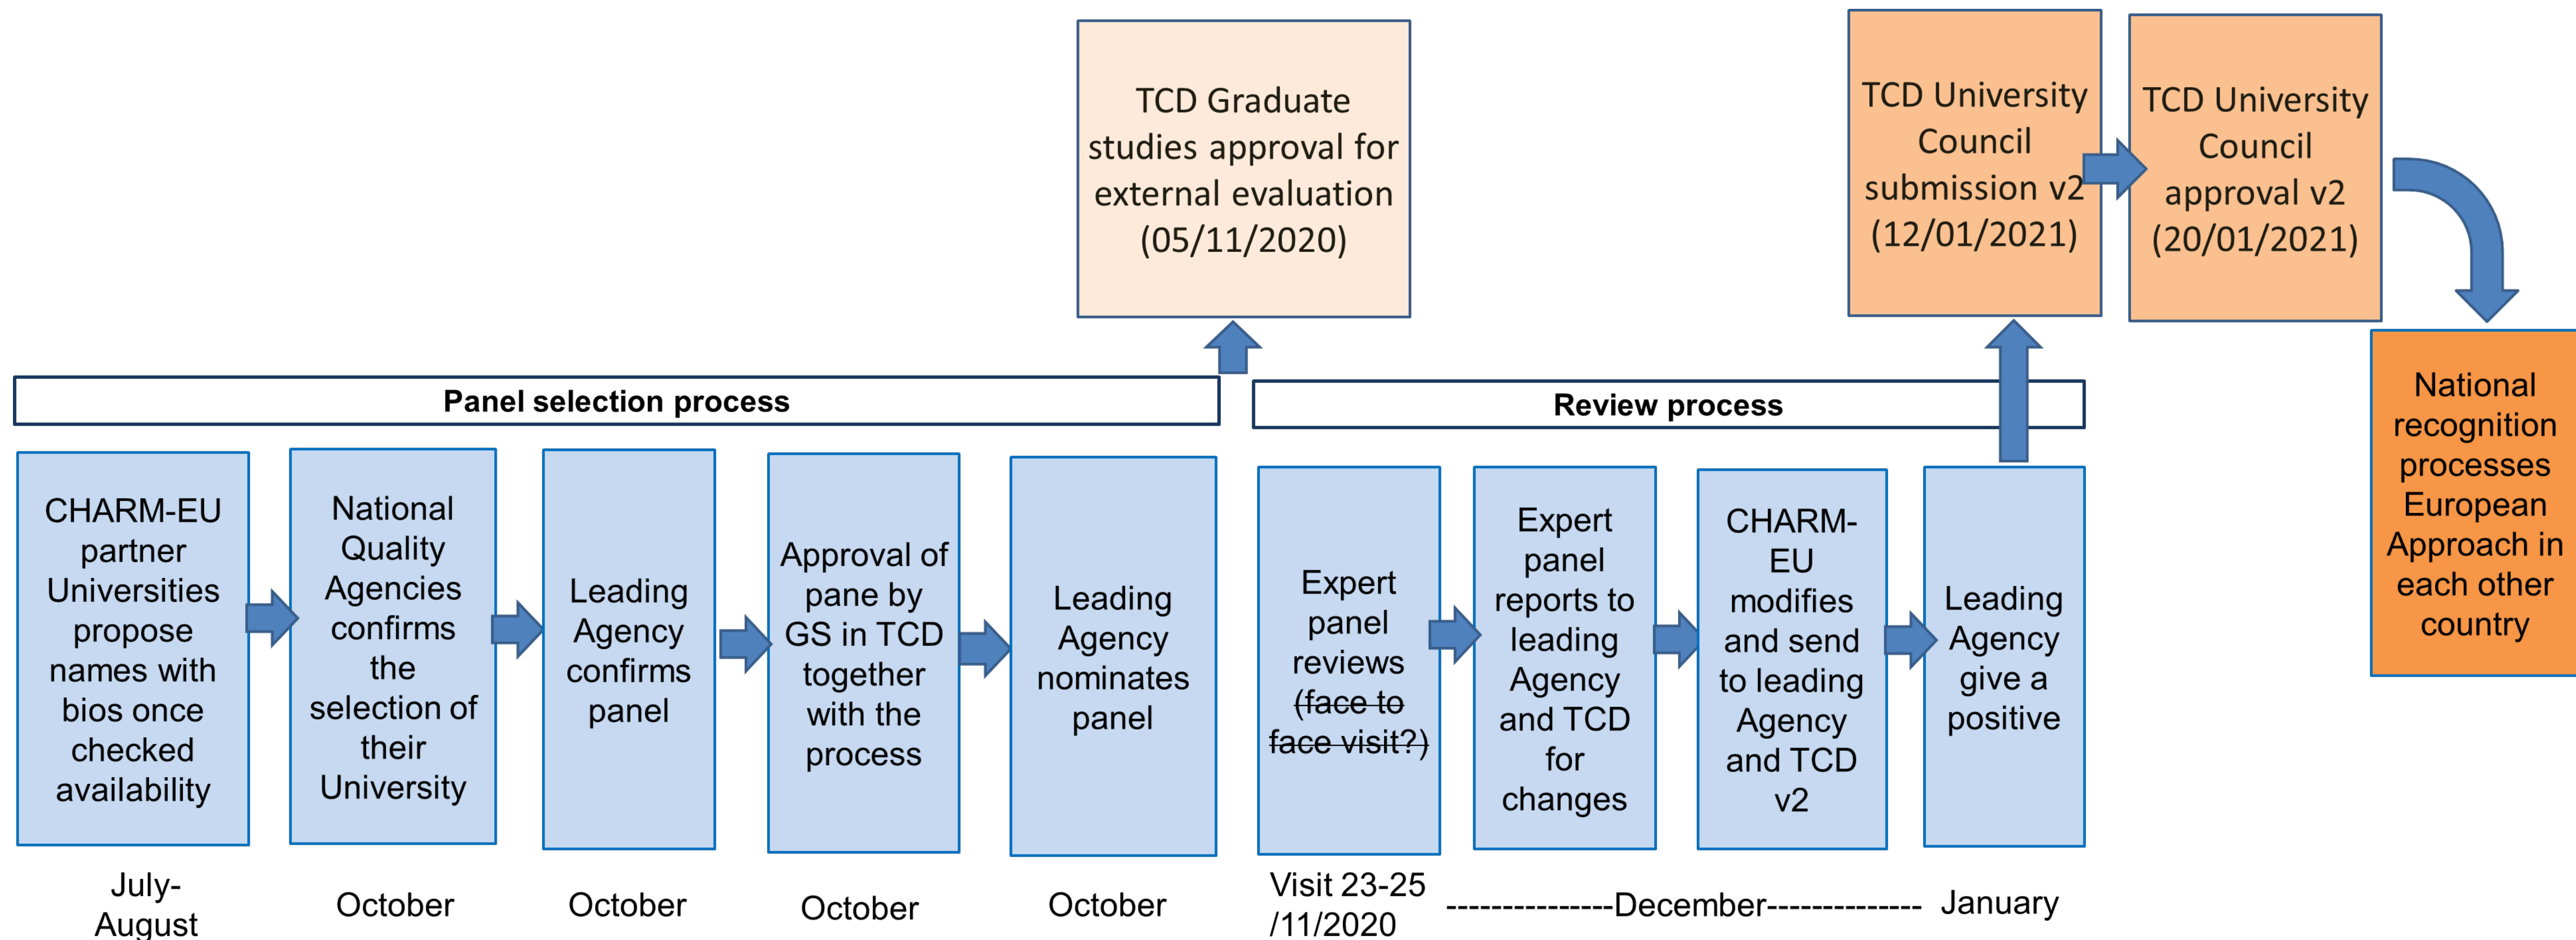 TCD Graduate
studies approval for
external evaluation
(05/11/2020)
TCD University
Council
submission v2
(12/01/2021)
TCD University
Council
approval v2
(20/01/2021)
National
recognition
processes
European
Approach in
each other
country
Panel selection process
Review process
CHARM-EU
partner
Universities
propose
names with
bios once
checked
availability
National
Quality
Agencies
confirms
the
selection of
their
University
Leading
Agency
confirms
panel
Approval of
pane by
GS in TCD
together
with the
process
Leading
Agency
nominates
panel
Expert
panel
reviews
(face to
face visit?)
Expert
panel
reports to
leading
Agency
and TCD
for
changes
CHARM-
EU
modifies
and send
to leading
Agency
and TCD
v2
Leading
Agency
give a
positive
July-
August
October
October
October
October
Visit 23-25
/11/2020
---------------December--------------
January